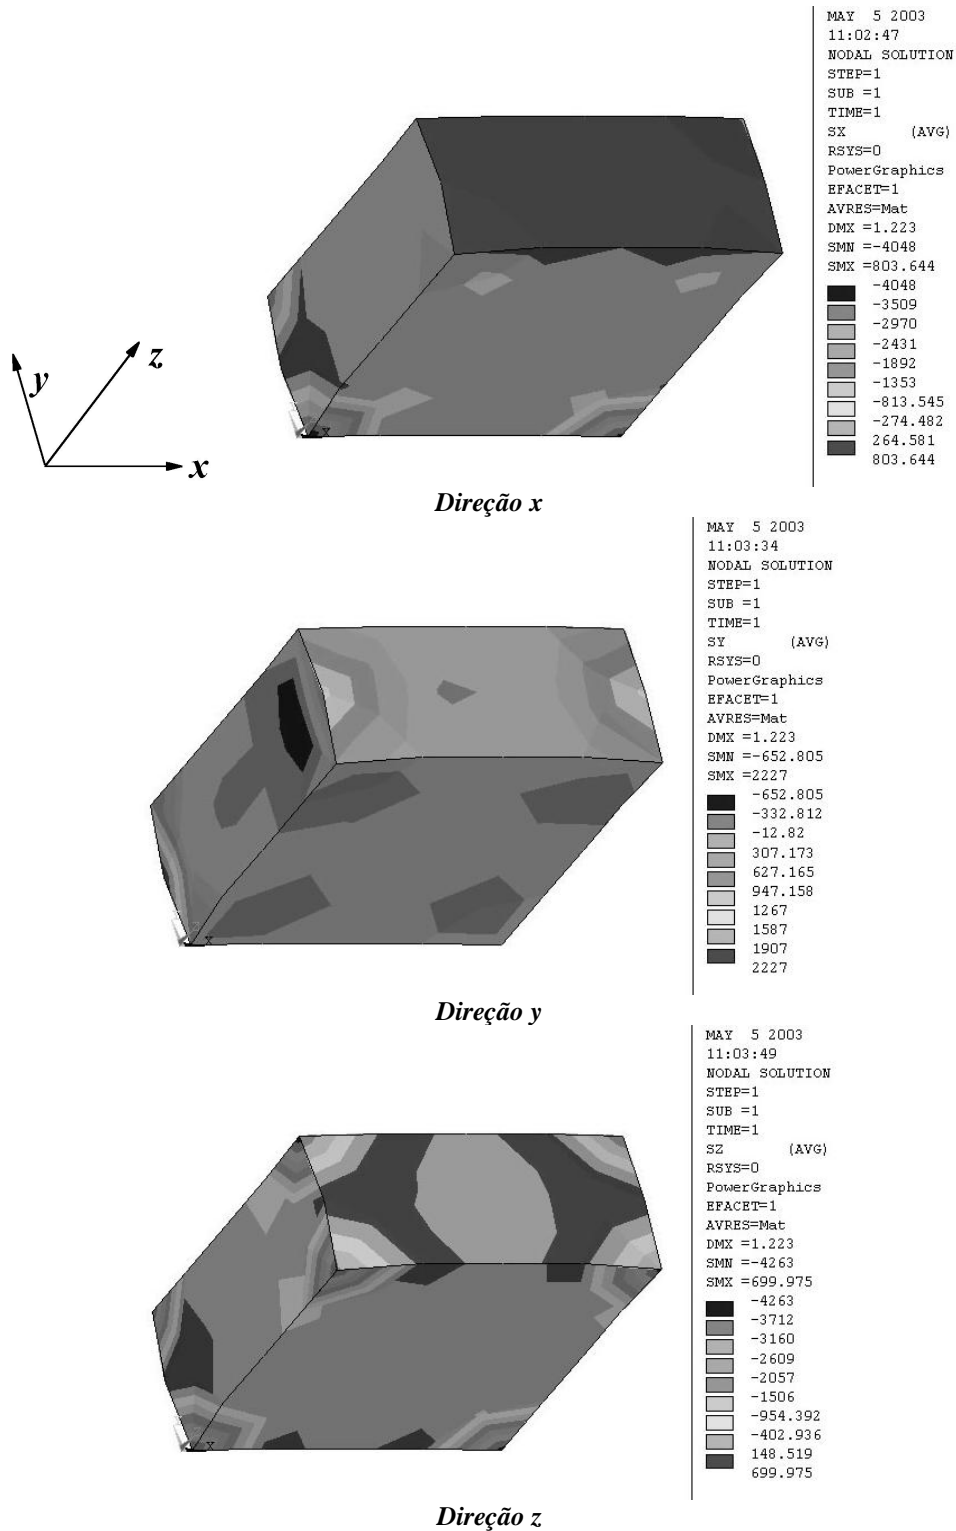 MAY 5 2003
11:02:47
NODAL SOLUTION
STEP=1
SUB =1
TIME=1
SX (AVG)
RSYS=0
PowerGraphics
EFACET=1
AVRES=Mat
DMX =1.223
SMN =-4048
SMX =803.644
-4048
-3509
-2970
-2431
-1892
-1353
-813.545
-274.482
264.581
803.644
y
z
x
X
Direção x
MAY 5 2003
11:03:34
NODAL SOLUTION
STEP=1
SUB =1
TIME=1
SY (AVG)
RSYS=0
PowerGraphics
EFACET=1
AVRES=Mat
DMX =1.223
SMN =-652.805
SMX =2227
-652.805
-332.812
-12.82
307.173
627.165
947.158
1267
1587
1907
2227
X
Direção y
MAY 5 2003
11:03:49
NODAL SOLUTION
STEP=1
SUB =1
TIME=1
SZ (AVG)
RSYS=0
PowerGraphics
EFACET=1
AVRES=Mat
DMX =1.223
SMN =-4263
SMX =699.975
-4263
-3712
-3160
-2609
-2057
-1506
-954.392
-402.936
148.519
699.975
X
Direção z